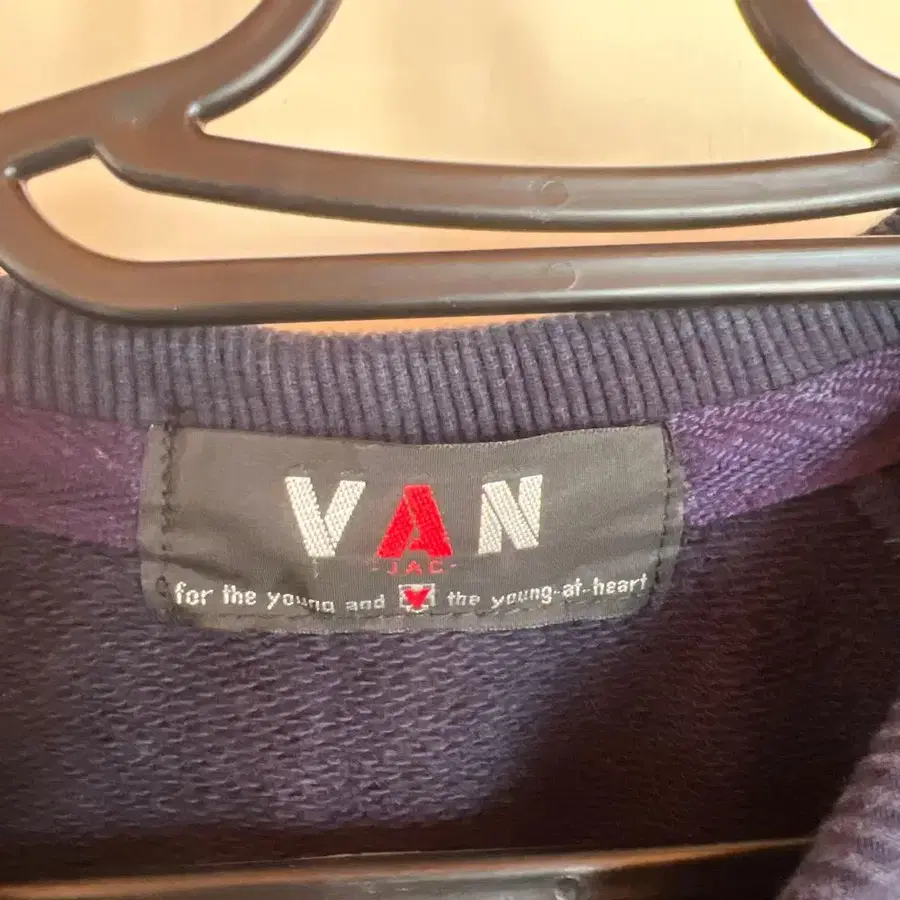 VAN
-JAC-
for the young and the young-at-heart